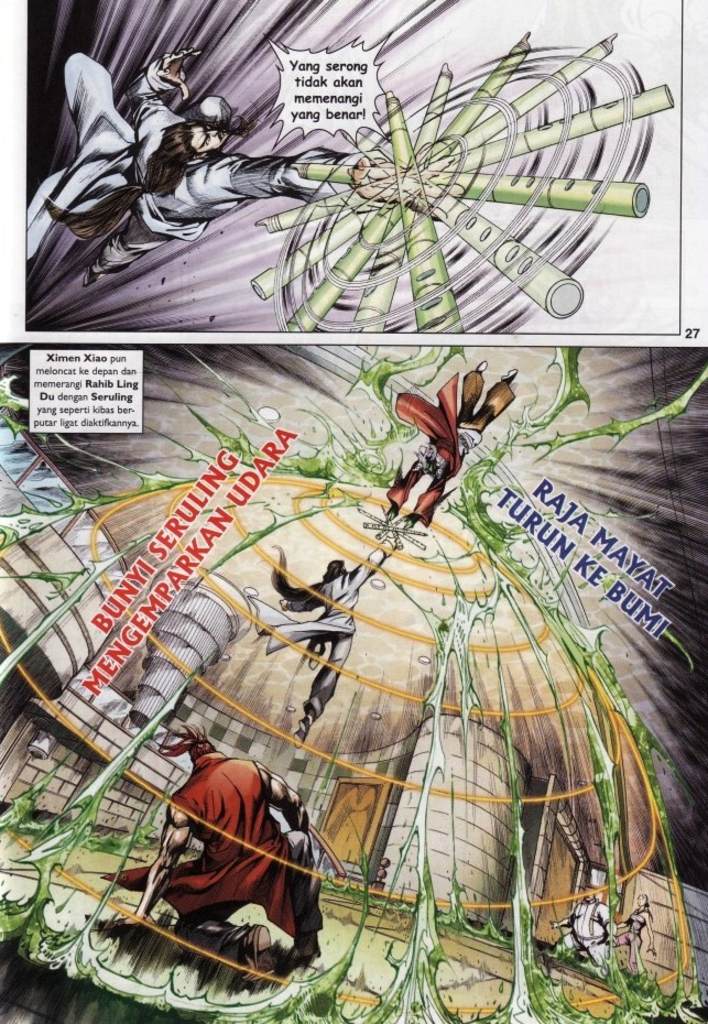 Yang serong
tidak akan
memenangi
yang benar!
27
Ximen Xiao pun
meloncat ke depan dan
memerangi Rahib Ling
Du dengan Seruling
yang seperti kibas ber-
putar ligat diaktifkannya.
BUNYI SERULING
MENGEMPARKAN UDARA
RAJA MAYAT
TURUN KE BUMI